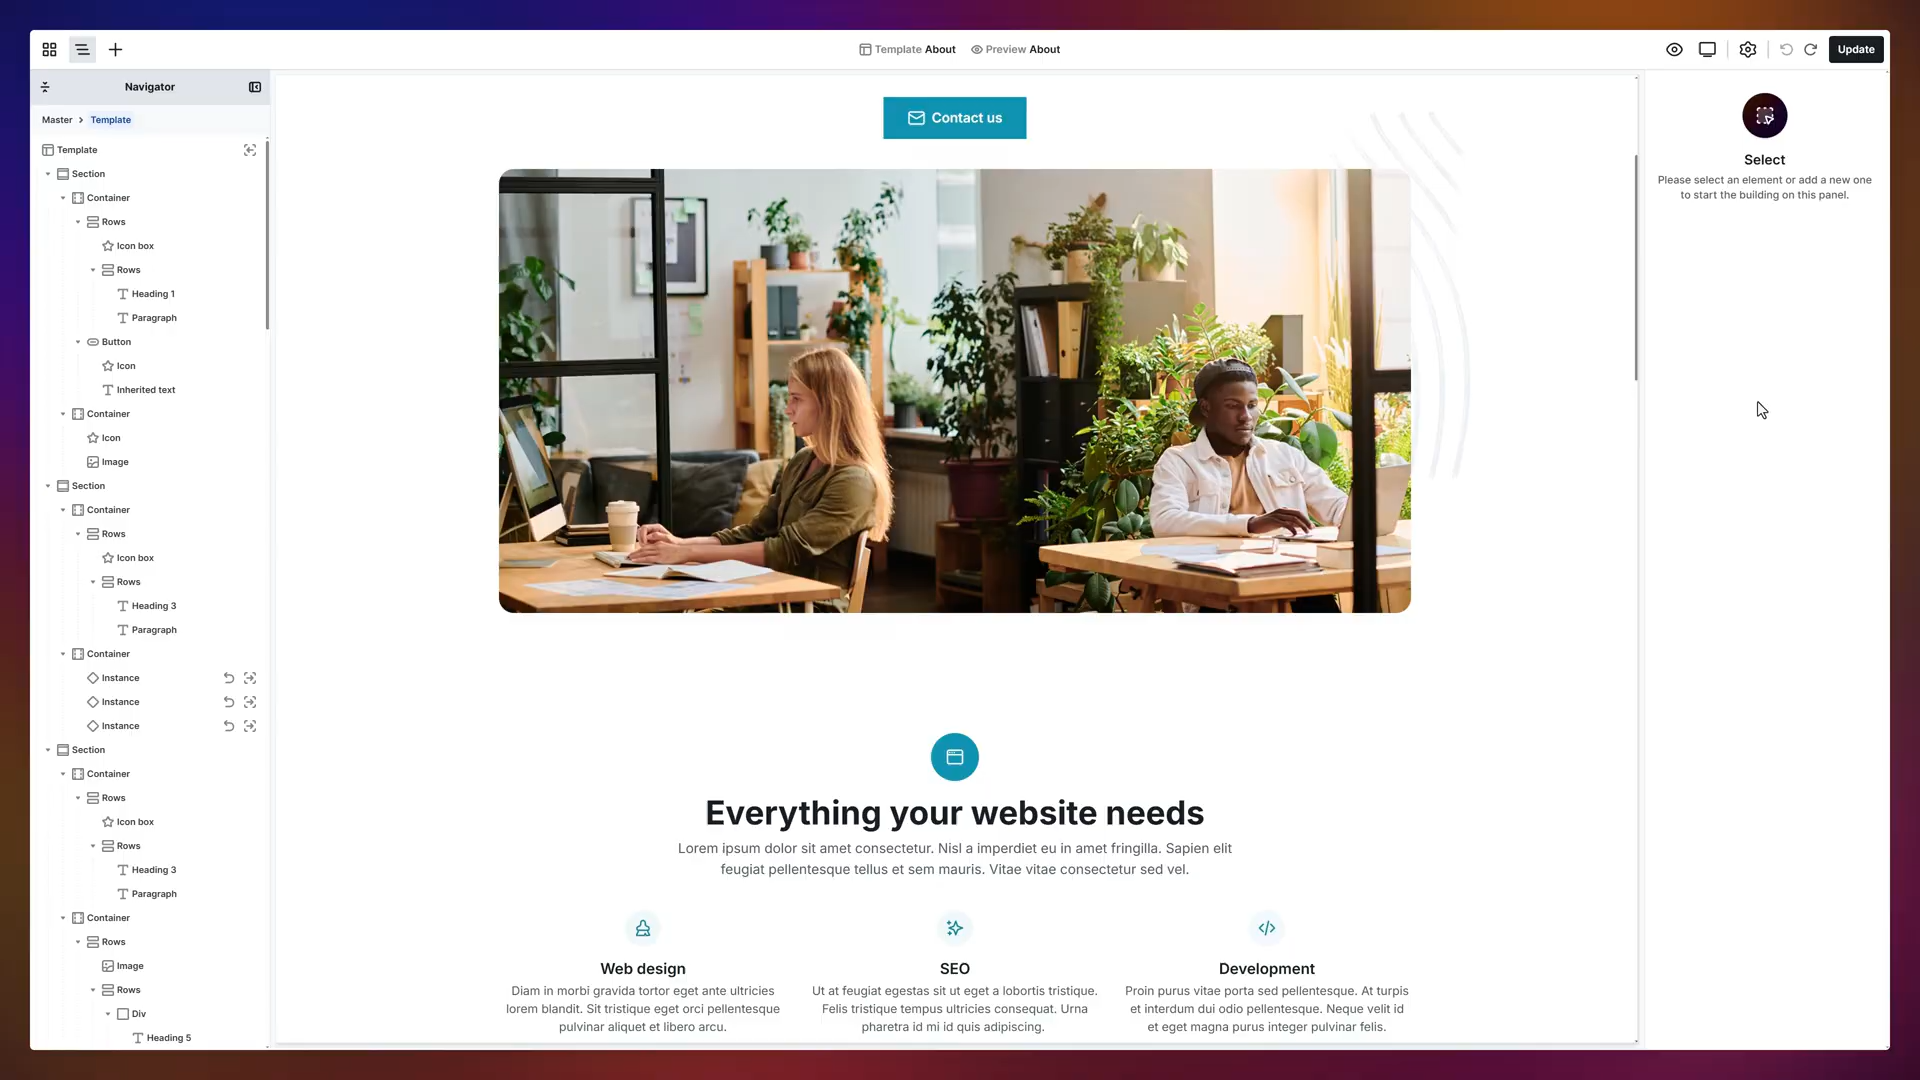 Template About
Preview About
Update
Navigator
Master > Template
Template
Section
Container
Rows
Icon box
Rows
Heading 1
Paragraph
Button
Icon
Inherited text
Container
Icon
Image
Section
Container
Rows
Icon box
Rows
Heading 3
Paragraph
Container
Instance
Instance
Instance
Section
Container
Rows
Icon box
Rows
Heading 3
Paragraph
Container
Rows
Image
Rows
Div
Heading 5
Contact us
Everything your website needs
Lorem ipsum dolor sit amet consectetur. Nisl a imperdiet eu in amet fringilla. Sapien elit
feugiat pellentesque tellus et sem mauris. Vitae vitae consectetur sed vel.
Web design
Diam in morbi gravida tortor eget ante ultricies
lorem blandit. Sit tristique eget orci pellentesque
pulvinar aliquet et libero arcu.
SEO
Ut at feugiat egestas sit ut eget a lobortis tristique.
Felis tristique tempus ultricies consequat. Urna
pharetra id mi id quis adipiscing.
Development
Proin purus vitae porta sed pellentesque. At turpis
et interdum dui odio pellentesque. Neque velit id
et eget magna purus integer pulvinar felis.
Select
Please select an element or add a new one
to start the building on this panel.